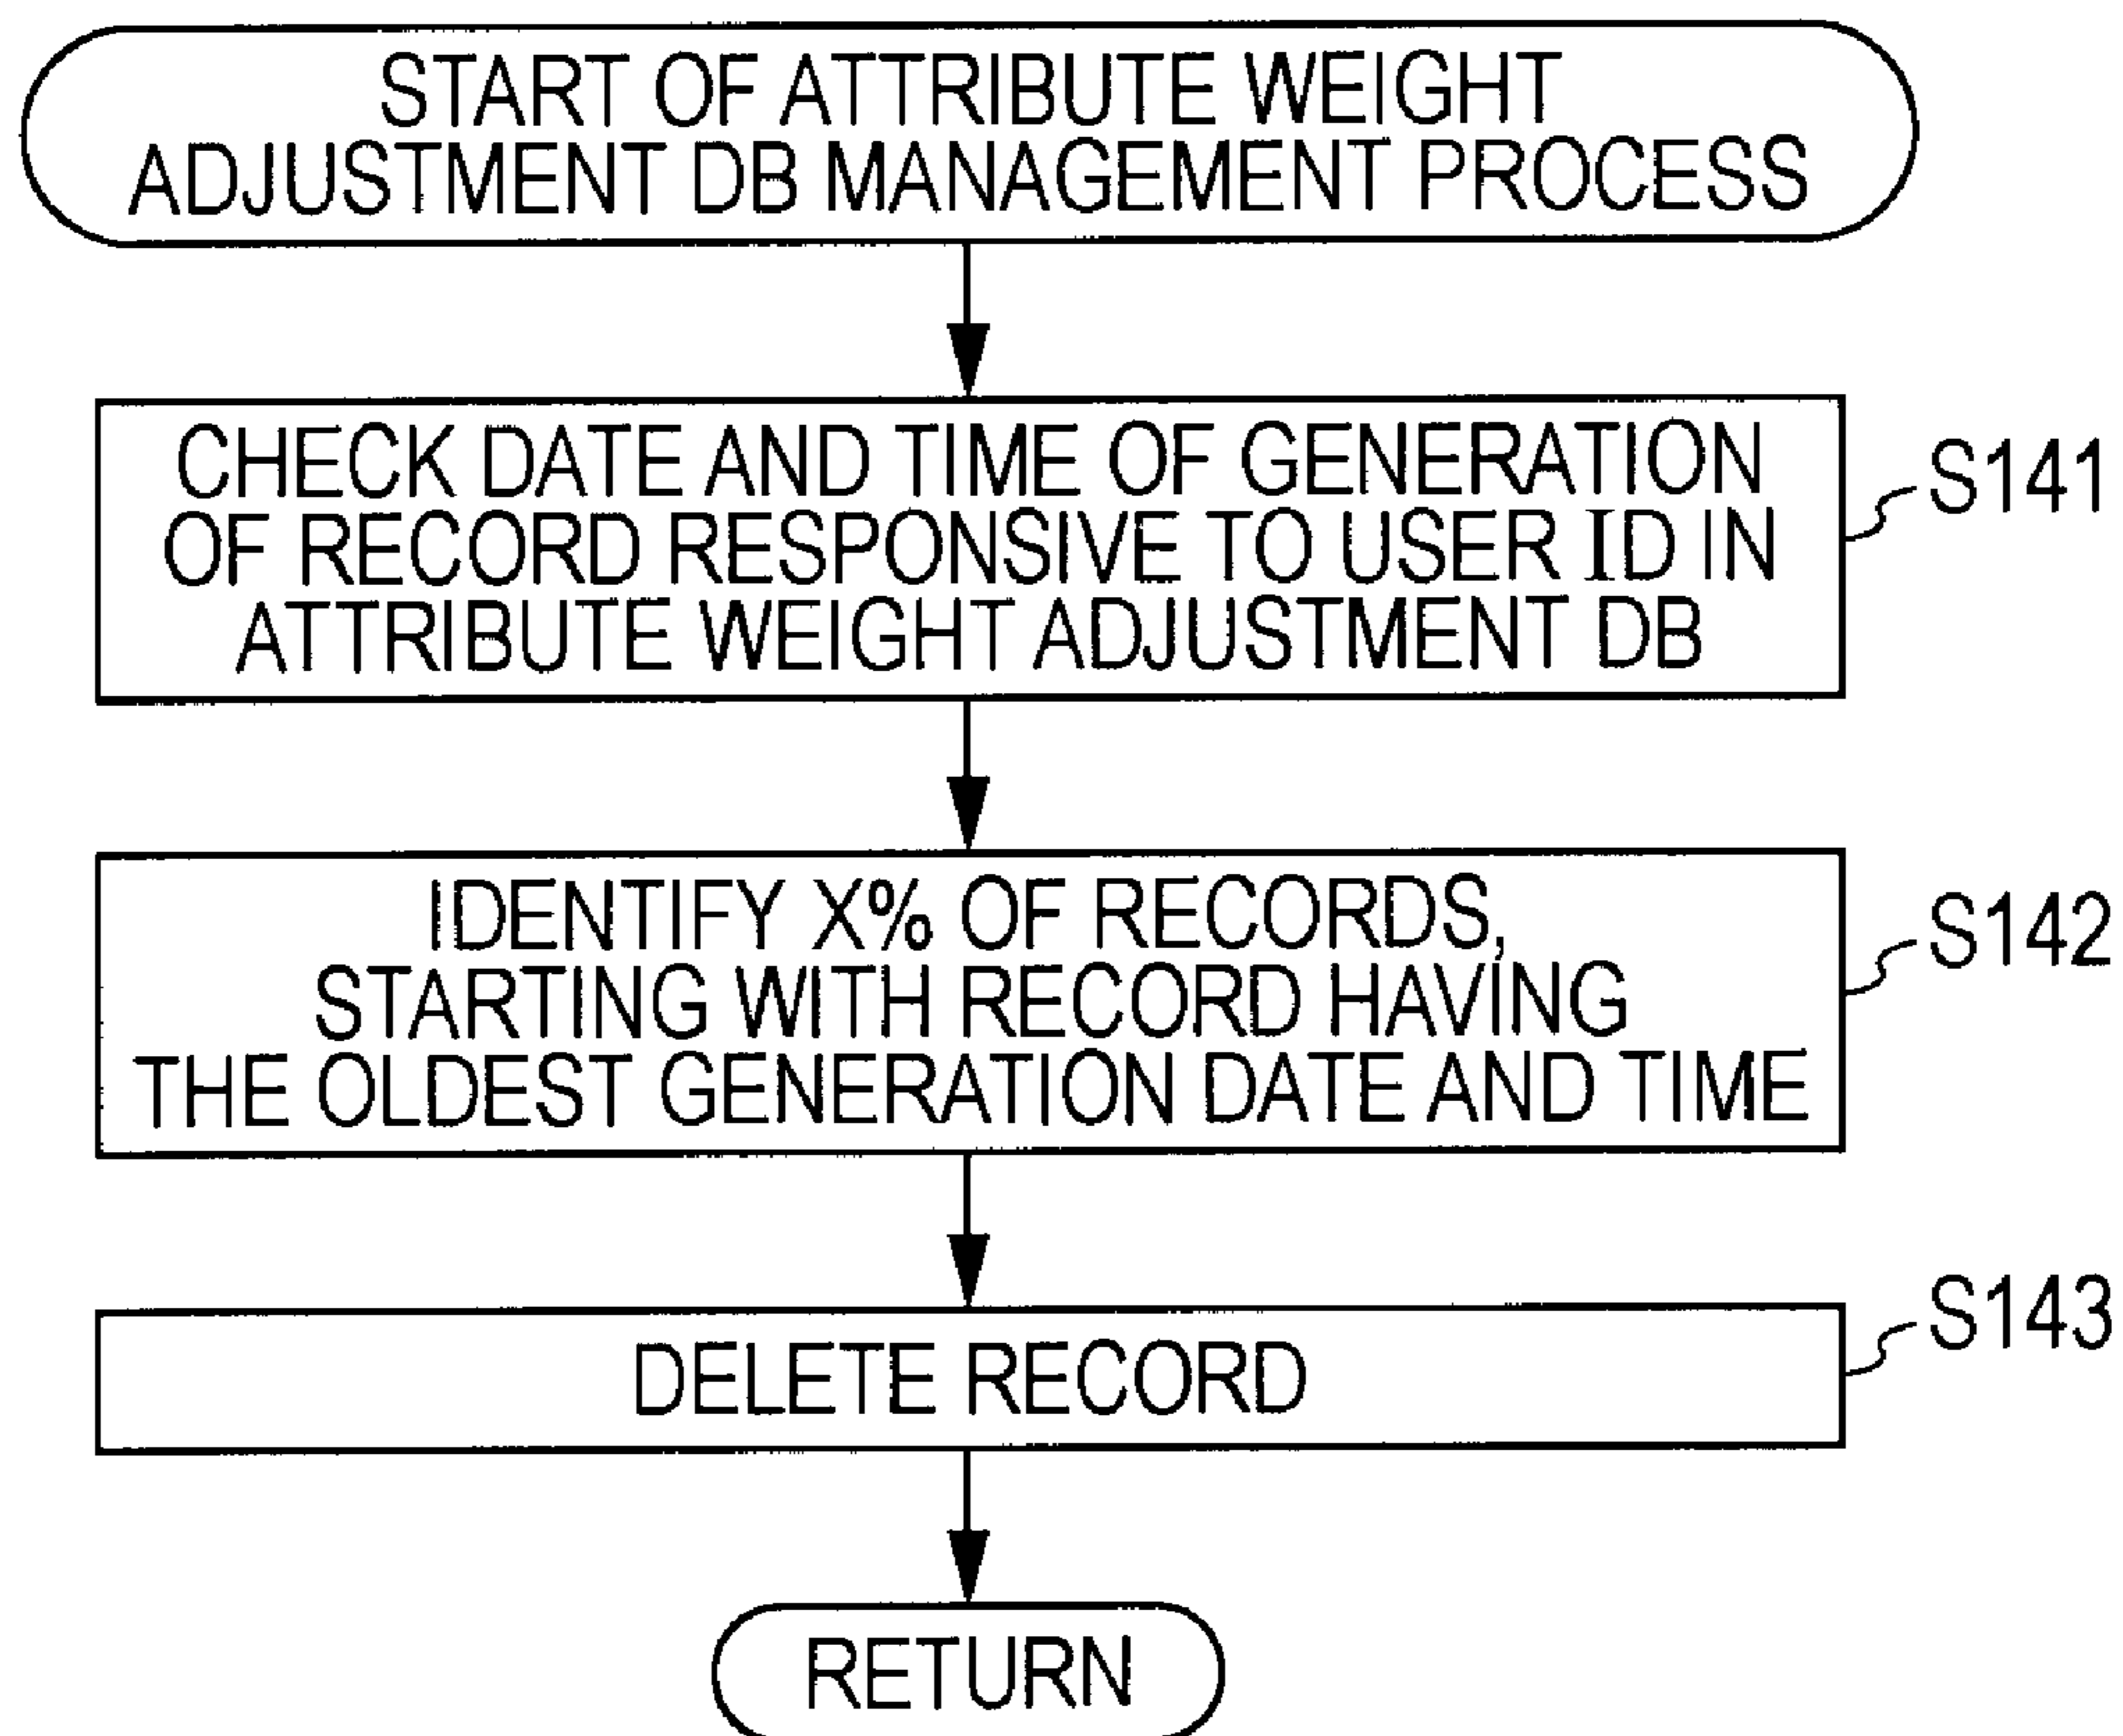 START OF ATTRIBUTE WEIGHT
ADJUSTMENT DB MANAGEMENT PROCESS
CHECK DATE AND TIME OF GENERATION
OF RECORD RESPONSIVE TO USER ID IN
ATTRIBUTE WEIGHT ADJUSTMENT DB
S141
IDENTIFY X% OF RECORDS,
STARTING WITH RECORD HAVING
THE OLDEST GENERATION DATE AND TIME
S142
DELETE RECORD
S143
RETURN